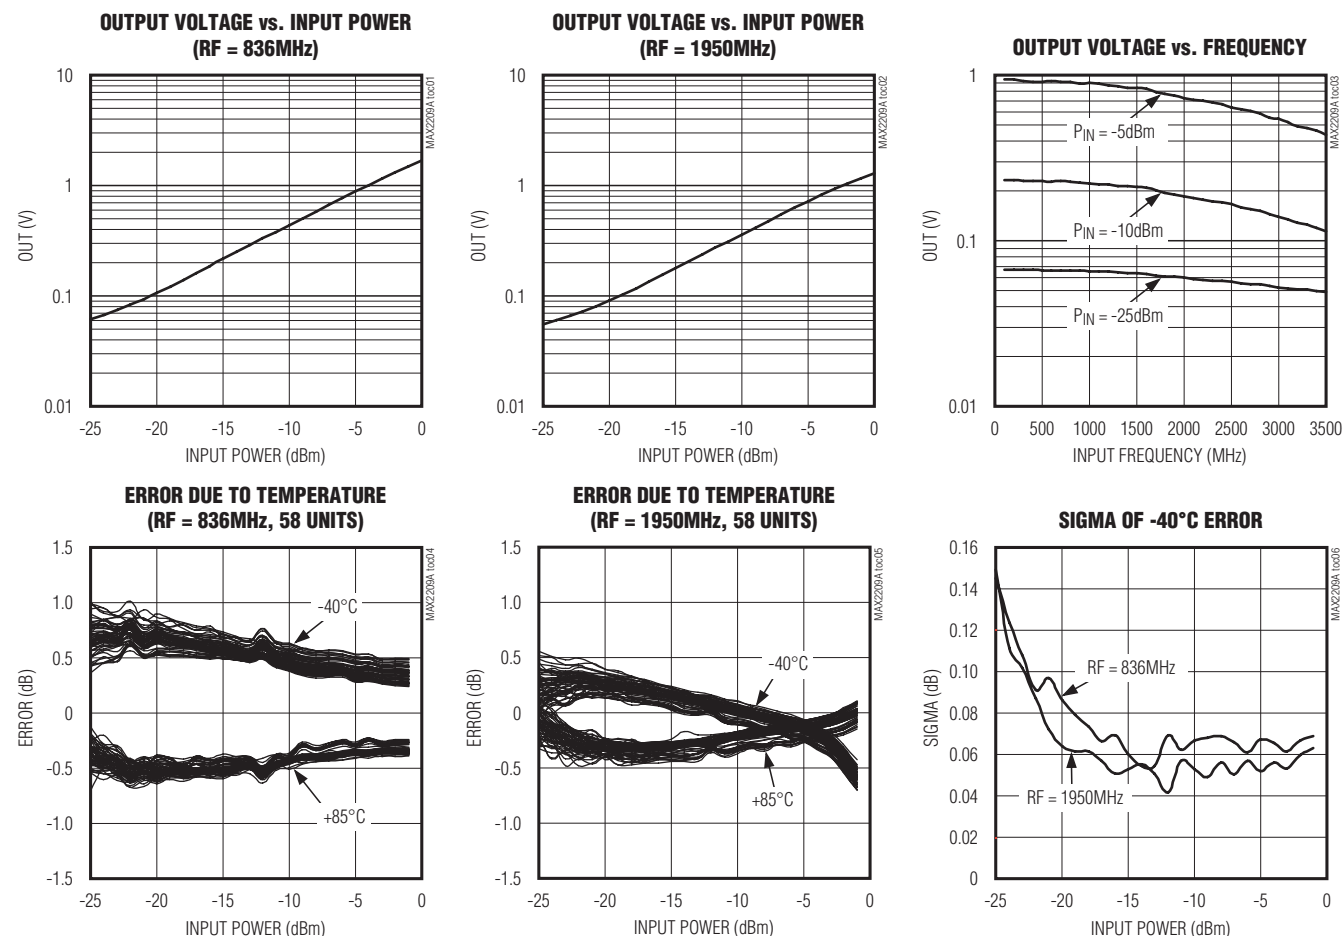 OUTPUT VOLTAGE vs. INPUT POWER
(RF = 836MHz)
MAX2209A toc01
OUT (V)
10
1
0.1
0.01
-25 -20 -15 -10 -5 0
INPUT POWER (dBm)
OUTPUT VOLTAGE vs. INPUT POWER
(RF = 1950MHz)
MAX2209A toc02
OUT (V)
10
1
0.1
0.01
-25 -20 -15 -10 -5 0
INPUT POWER (dBm)
OUTPUT VOLTAGE vs. FREQUENCY
MAX2209A toc03
OUT (V)
1
0.1
0.01
PIN = -5dBm
PIN = -10dBm
PIN = -25dBm
0 500 1000 1500 2000 2500 3000 3500
INPUT FREQUENCY (MHz)
ERROR DUE TO TEMPERATURE
(RF = 836MHz, 58 UNITS)
MAX2209A toc04
ERROR (dB)
1.5
1.0
0.5
0
-0.5
-1.0
-1.5
-40°C
+85°C
-25 -20 -15 -10 -5 0
INPUT POWER (dBm)
ERROR DUE TO TEMPERATURE
(RF = 1950MHz, 58 UNITS)
MAX2209A toc05
ERROR (dB)
1.5
1.0
0.5
0
-0.5
-1.0
-1.5
-40°C
+85°C
-25 -20 -15 -10 -5 0
INPUT POWER (dBm)
SIGMA OF -40°C ERROR
MAX2209A toc06
SIGMA (dB)
0.16
0.14
0.12
0.10
0.08
0.06
0.04
0.02
0
RF = 836MHz
RF = 1950MHz
-25 -20 -15 -10 -5 0
INPUT POWER (dBm)